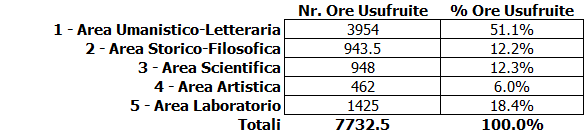 Nr. Ore Usufruite % Ore Usufruite
1 - Area Umanistico-Letteraria 3954 51.1%
2 - Area Storico-Filosofica 943.5 12.2%
3 - Area Scientifica 948 12.3%
4 - Area Artistica 462 6.0%
5 - Area Laboratorio 1425 18.4%
Totali 7732.5 100.0%